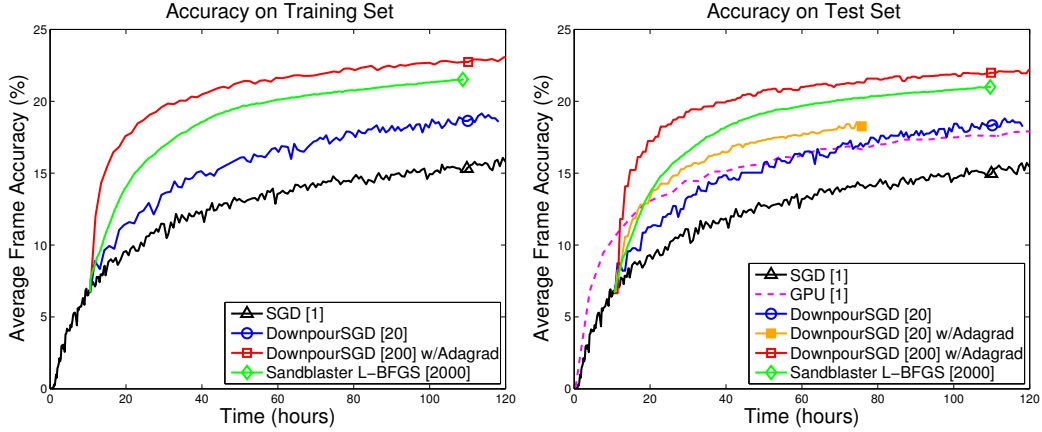 Accuracy on Training Set
Average Frame Accuracy (%)
25
20
15
10
5
0
0 20 40 60 80 100 120
Time (hours)
SGD [1]
DownpourSGD [20]
DownpourSGD [200] w/Adagrad
Sandblaster L−BFGS [2000]
Accuracy on Test Set
Average Frame Accuracy (%)
25
20
15
10
5
0
0 20 40 60 80 100 120
Time (hours)
SGD [1]
GPU [1]
DownpourSGD [20]
DownpourSGD [20] w/Adagrad
DownpourSGD [200] w/Adagrad
Sandblaster L−BFGS [2000]